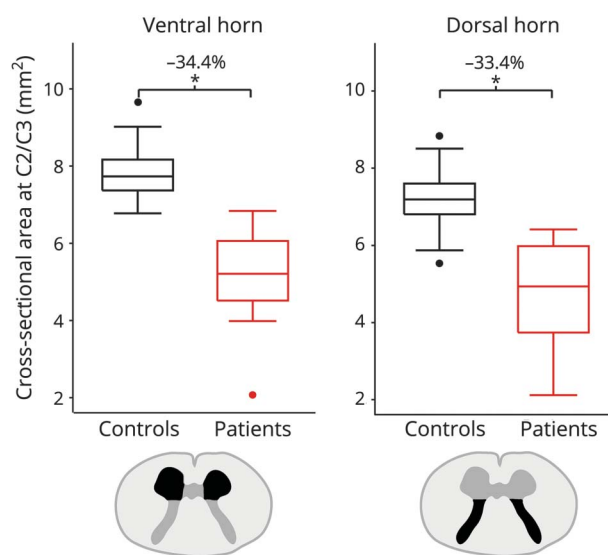 Ventral horn
Dorsal horn
Cross-sectional area at C2/C3 (mm²)
–34.4%
*
10
8
6
4
2
Controls Patients
–33.4%
*
10
8
6
4
2
Controls Patients